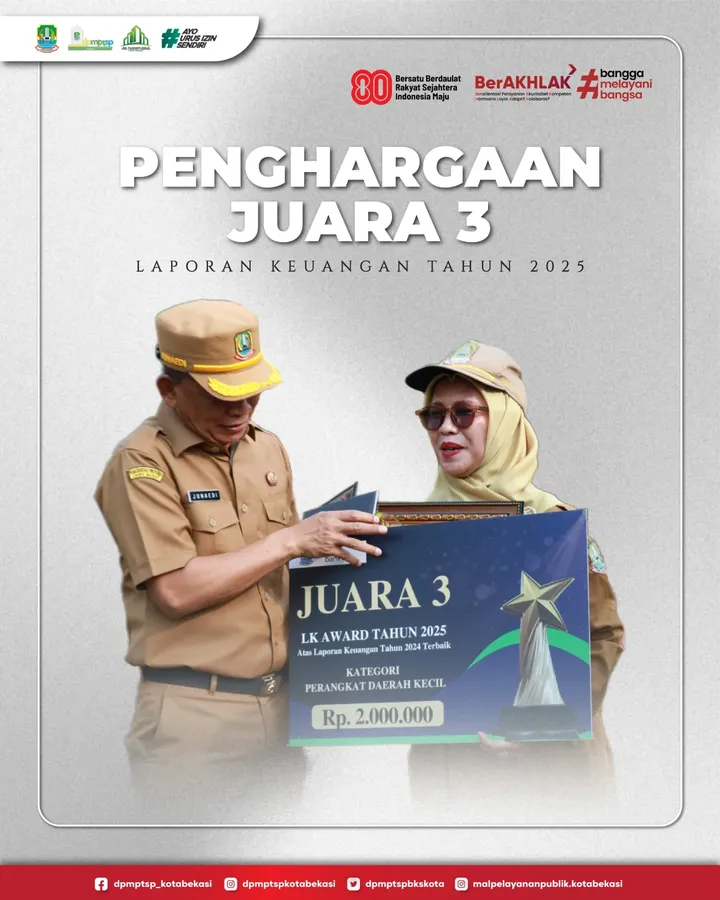 dpmptsp
#AYO
URUS IZIN
SENDIRI
80
Bersatu Berdaulat
Rakyat Sejahtera
Indonesia Maju
BerAKHLAK
#bangga
melayani
bangsa
PENGHARGAAN
JUARA 3
LAPORAN KEUANGAN TAHUN 2025
JUNAEDI
JUARA 3
LK AWARD TAHUN 2025
Atas Laporan Keuangan Tahun 2024 Terbaik
KATEGORI
PERANGKAT DAERAH KECIL
Rp. 2.000.000
dpmptsp_kotabekasi
dpmptspkotabekasi
dpmptspbkskota
malpelayananpublik.kotabekasi